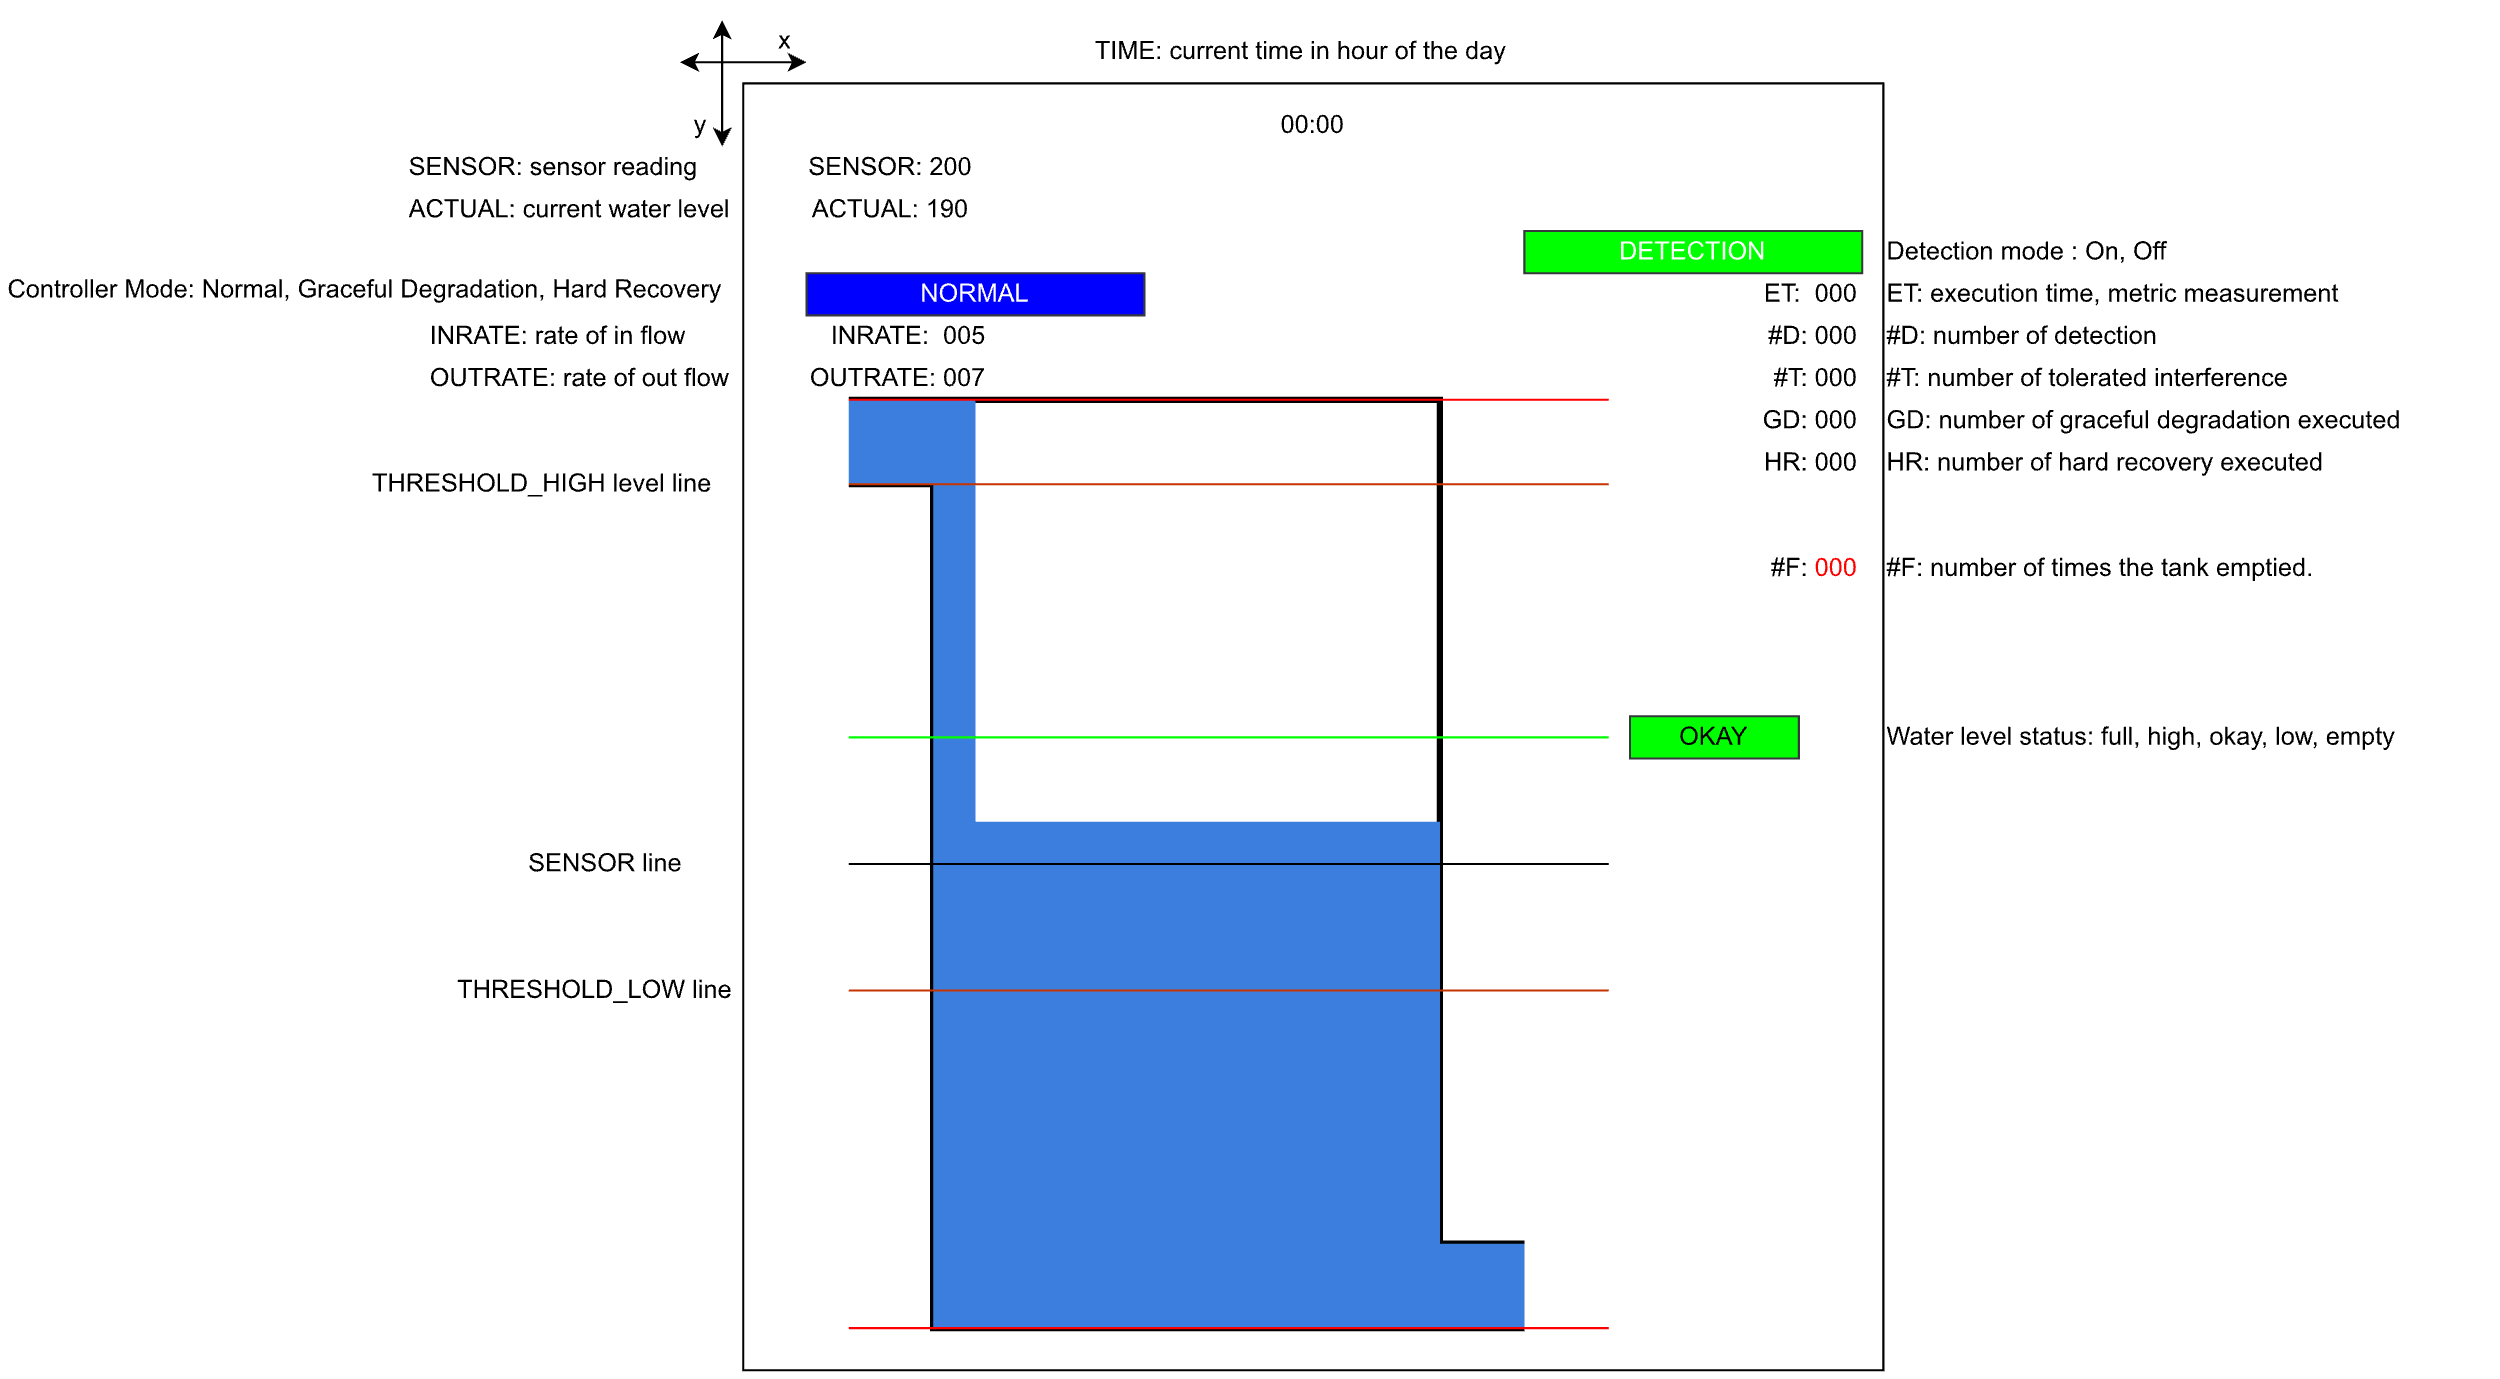 x
TIME: current time in hour of the day
y
00:00
SENSOR: sensor reading
SENSOR: 200
ACTUAL: current water level
ACTUAL: 190
DETECTION
Detection mode : On, Off
Controller Mode: Normal, Graceful Degradation, Hard Recovery
NORMAL
ET: 000
ET: execution time, metric measurement
INRATE: rate of in flow
INRATE: 005
#D: 000
#D: number of detection
OUTRATE: rate of out flow
OUTRATE: 007
#T: 000
#T: number of tolerated interference
GD: 000
GD: number of graceful degradation executed
HR: 000
HR: number of hard recovery executed
THRESHOLD_HIGH level line
#F: 000
#F: number of times the tank emptied.
OKAY
Water level status: full, high, okay, low, empty
SENSOR line
THRESHOLD_LOW line